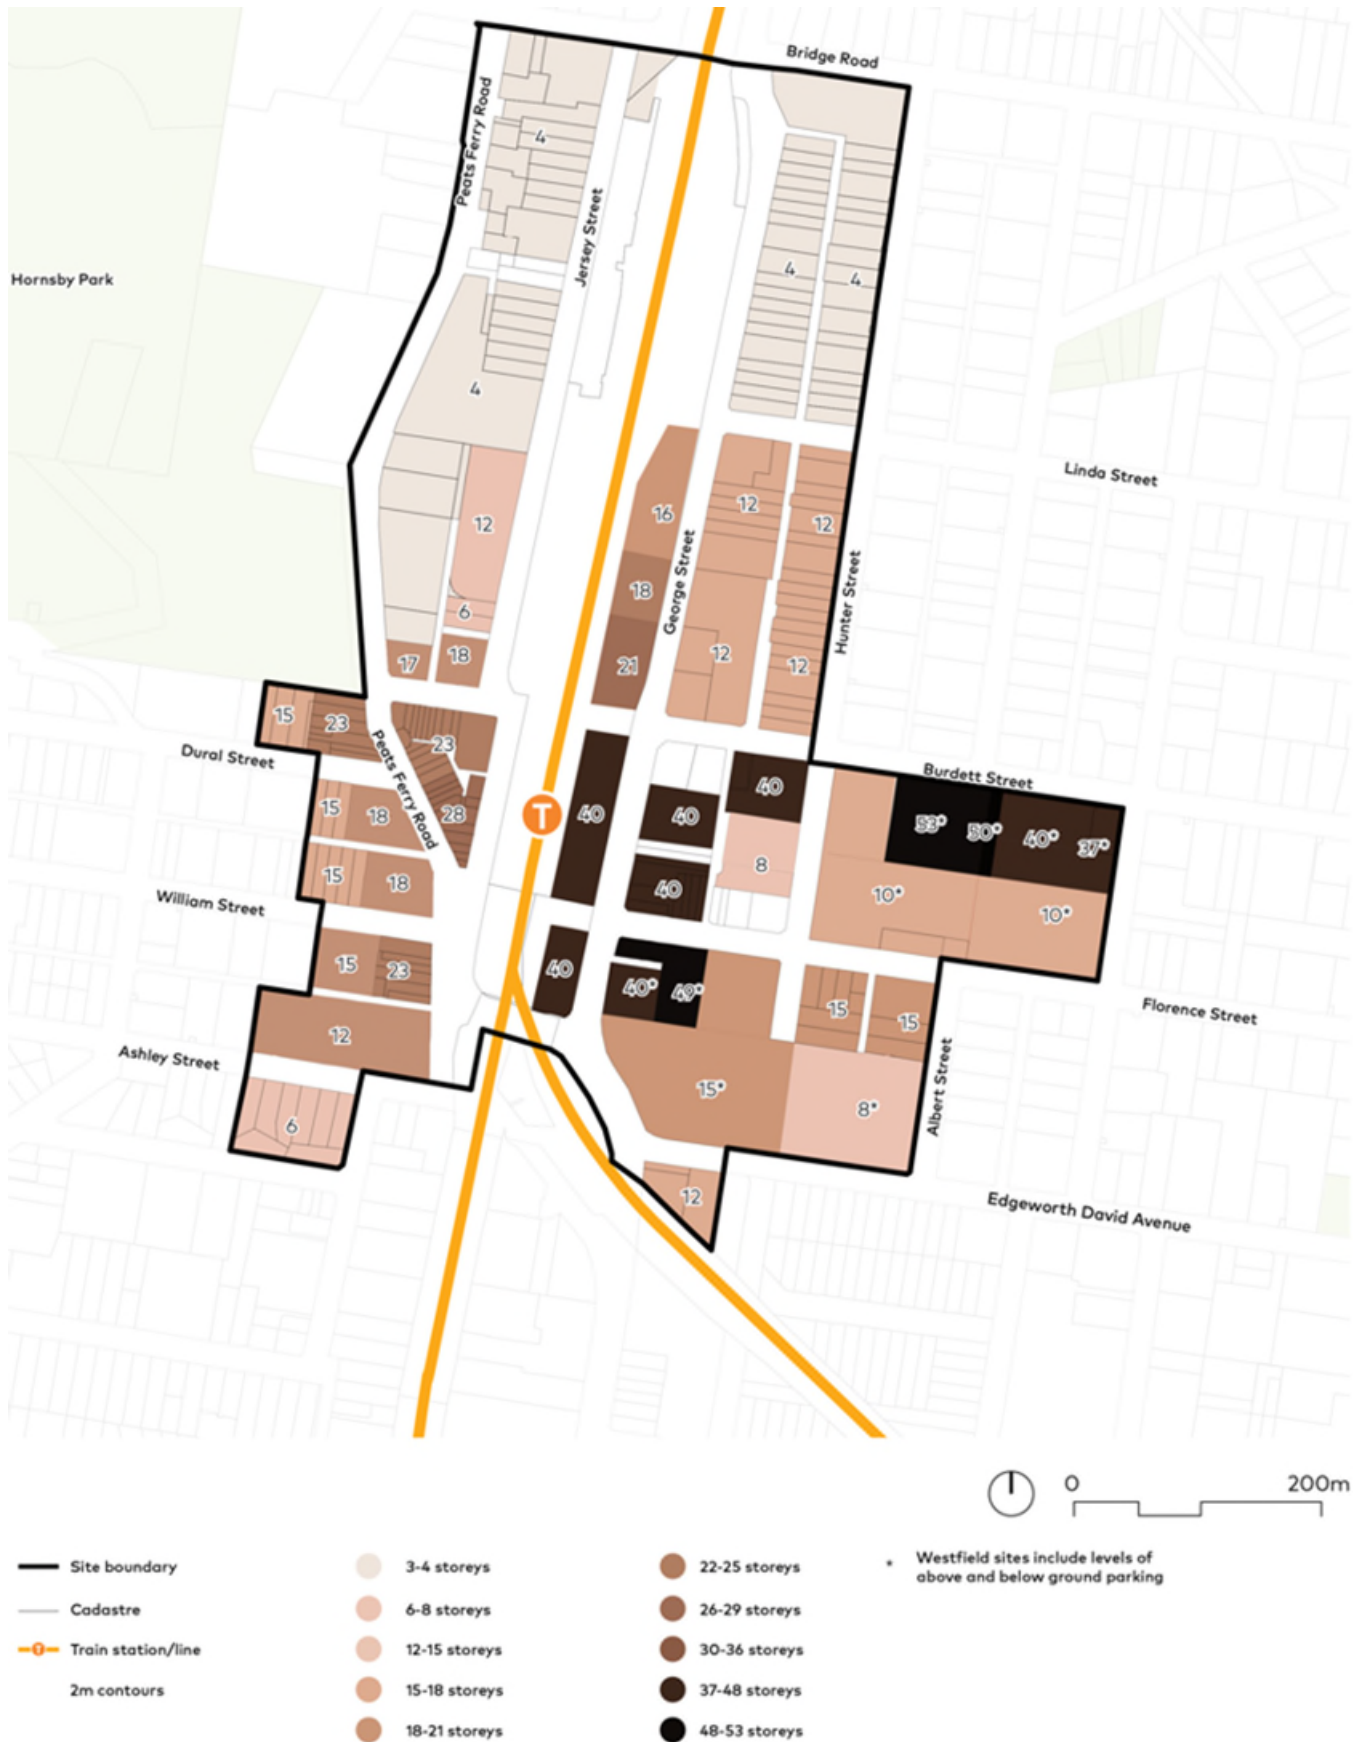 Bridge Road
Peats Ferry Road
4
Jersey Street
Hornsby Park
4
4
4
Linda Street
16
12
12
12
George Street
Hunter Street
18
6
17
18
21
12
12
15
23
Peats Ferry Road
23
Dural Street
Burdett Street
15
18
28
T
40
40
40
53*
50*
40*
37*
8
15
18
40
10*
10*
William Street
15
23
40
40*
49*
15
15
Florence Street
12
Ashley Street
15*
8*
Albert Street
6
12
Edgeworth David Avenue
0
200m
Site boundary
3-4 storeys
22-25 storeys
* Westfield sites include levels of
above and below ground parking
Cadastre
6-8 storeys
26-29 storeys
T
Train station/line
12-15 storeys
30-36 storeys
2m contours
15-18 storeys
37-48 storeys
18-21 storeys
48-53 storeys